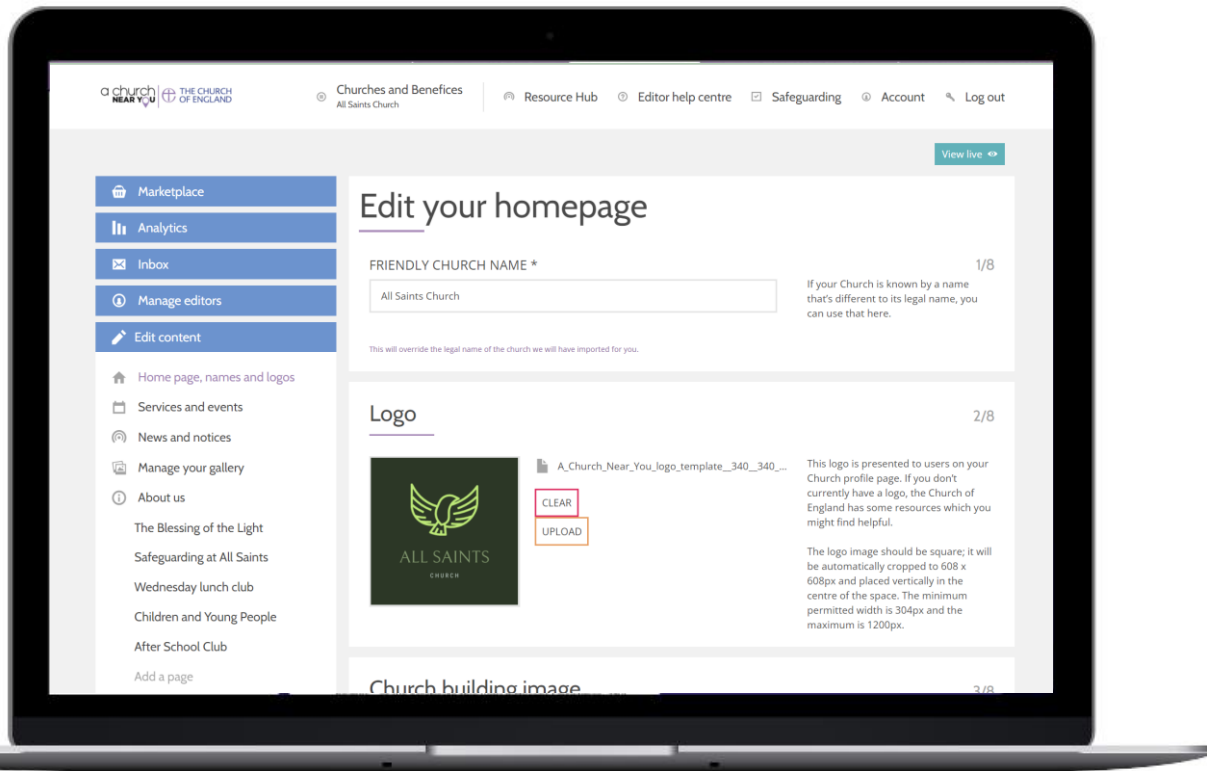 a church NEAR YOU THE CHURCH OF ENGLAND
Churches and Benefices
All Saints Church
Resource Hub
Editor help centre
Safeguarding
Account
Log out
View live
Marketplace
Analytics
Inbox
Manage editors
Edit content
Home page, names and logos
Services and events
News and notices
Manage your gallery
About us
The Blessing of the Light
Safeguarding at All Saints
Wednesday lunch club
Children and Young People
After School Club
Add a page
Edit your homepage
FRIENDLY CHURCH NAME *
All Saints Church
This will override the legal name of the church we will have imported for you.
1/8
If your Church is known by a name
that's different to its legal name, you
can use that here.
Logo
2/8
ALL SAINTS
CHURCH
A_Church_Near_You_logo_template__340__340_...
CLEAR
UPLOAD
This logo is presented to users on your
Church profile page. If you don't
currently have a logo, the Church of
England has some resources which you
might find helpful.
The logo image should be square; it will
be automatically cropped to 608 x
608px and placed vertically in the
centre of the space. The minimum
permitted width is 304px and the
maximum is 1200px.
Church building image
3/8